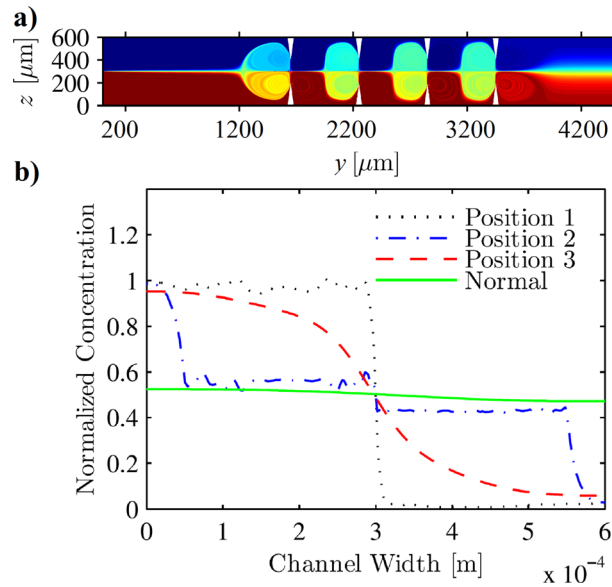 a)
600
400
200
0
z [μm]
200 1200 2200 3200 4200
y [μm]
b)
1.2
1
0.8
0.6
0.4
0.2
0
Normalized Concentration
Position 1
Position 2
Position 3
Normal
0 1 2 3 4 5 6
Channel Width [m]
x 10⁻⁴